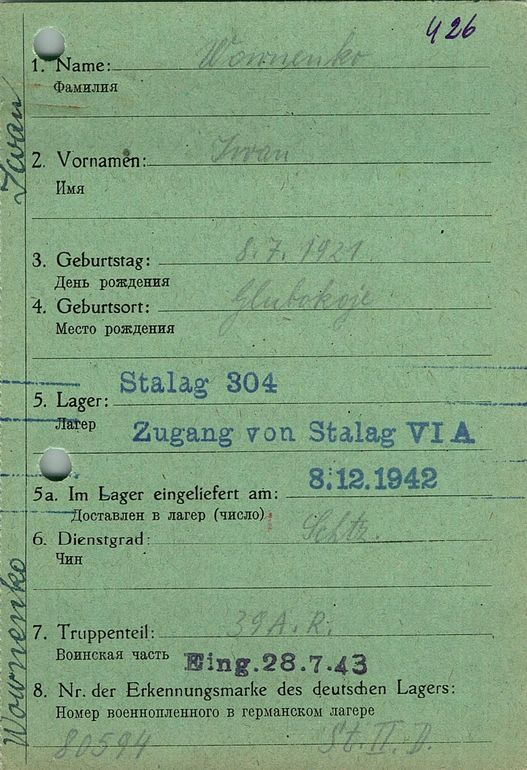 426
1. Name: Wownenko
Фамилия
2. Vornamen: Iwan
Имя
3. Geburtstag: 8.7.1921
День рождения
4. Geburtsort: Glubokoje
Место рождения
Stalag 304
5. Lager:
Лагерь
Zugang von Stalag VI A
8.12.1942
5a. Im Lager eingeliefert am:
Доставлен в лагер (число)
6. Dienstgrad: Schtz.
Чин
7. Truppenteil: 39 A. R.
Воинская часть Eing. 28.7.43
8. Nr. der Erkennungsmarke des deutschen Lagers:
Номер военнопленного в германском лагере
80594 St. II. D.
Wownenko Iwan